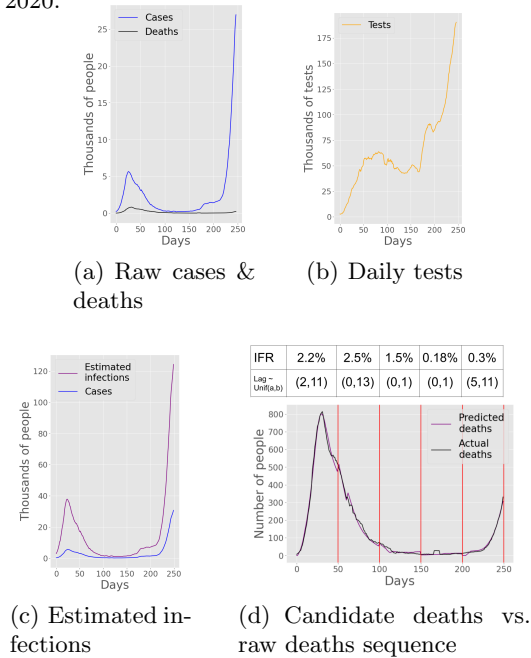 2020.
Cases
Deaths
Thousands of people
25
20
15
10
5
0
0 50 100 150 200 250
Days
(a) Raw cases &
deaths
Tests
Thousands of tests
175
150
125
100
75
50
25
0
0 50 100 150 200 250
Days
(b) Daily tests
Estimated
infections
Cases
Thousands of people
120
100
80
60
40
20
0
0 50 100 150 200 250
Days
(c) Estimated in-
fections
IFR 2.2% 2.5% 1.5% 0.18% 0.3%
Lag ~
Unif(a,b) (2,11) (0,13) (0,1) (0,1) (5,11)
Predicted
deaths
Actual
deaths
Number of people
800
700
600
500
400
300
200
100
0
0 50 100 150 200 250
Days
(d) Candidate deaths vs.
raw deaths sequence